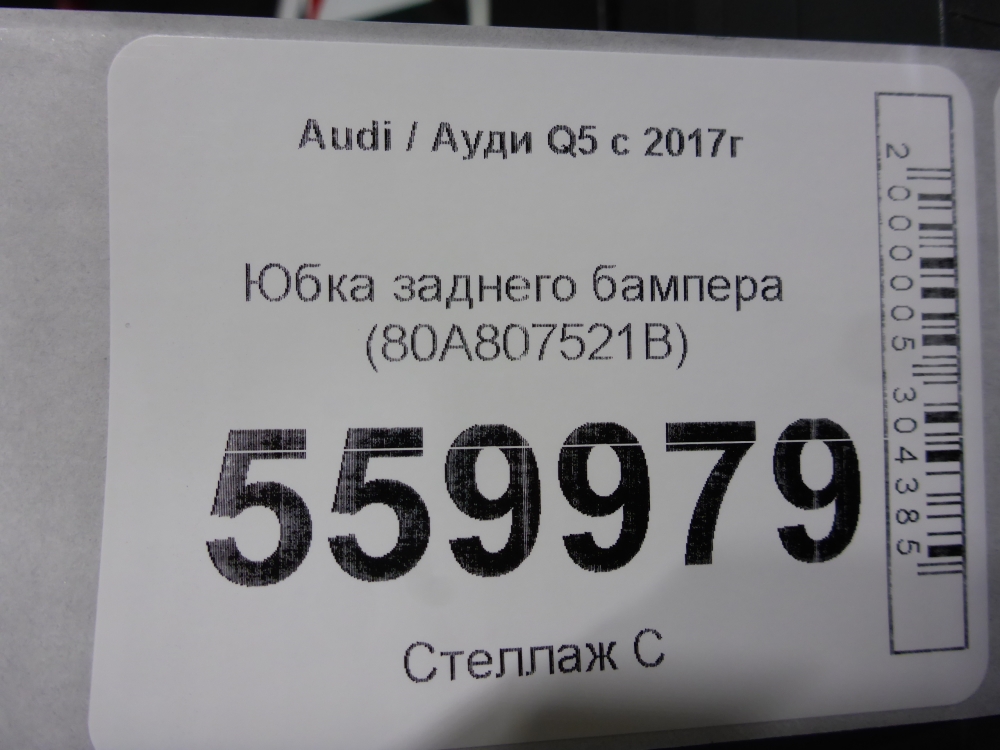 Audi / Ауди Q5 с 2017г
Юбка заднего бампера
(80A807521B)
559979
Стеллаж С
2000005304385